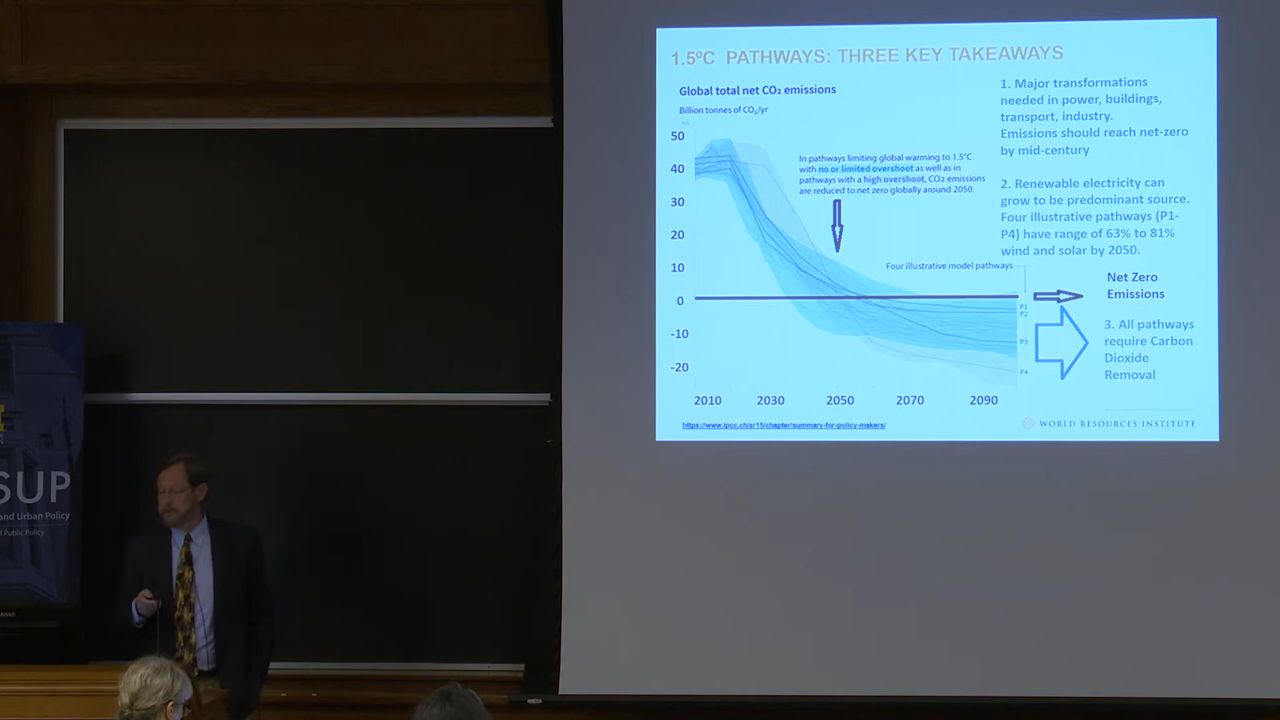 1.5ºC PATHWAYS: THREE KEY TAKEAWAYS
Global total net CO₂ emissions
Billion tonnes of CO₂/yr
50
40
30
20
10
0
-10
-20
2010 2030 2050 2070 2090
In pathways limiting global warming to 1.5°C
with no or limited overshoot as well as in
pathways with a high overshoot, CO₂ emissions
are reduced to net zero globally around 2050.
Four illustrative model pathways
P1
P2
P3
P4
1. Major transformations
needed in power, buildings,
transport, industry.
Emissions should reach net-zero
by mid-century
2. Renewable electricity can
grow to be predominant source.
Four illustrative pathways (P1-
P4) have range of 63% to 81%
wind and solar by 2050.
Net Zero
Emissions
3. All pathways
require Carbon
Dioxide
Removal
https://www.ipcc.ch/sr15/chapter/summary-for-policy-makers/
WORLD RESOURCES INSTITUTE
SUP
and Urban Policy
Public Policy